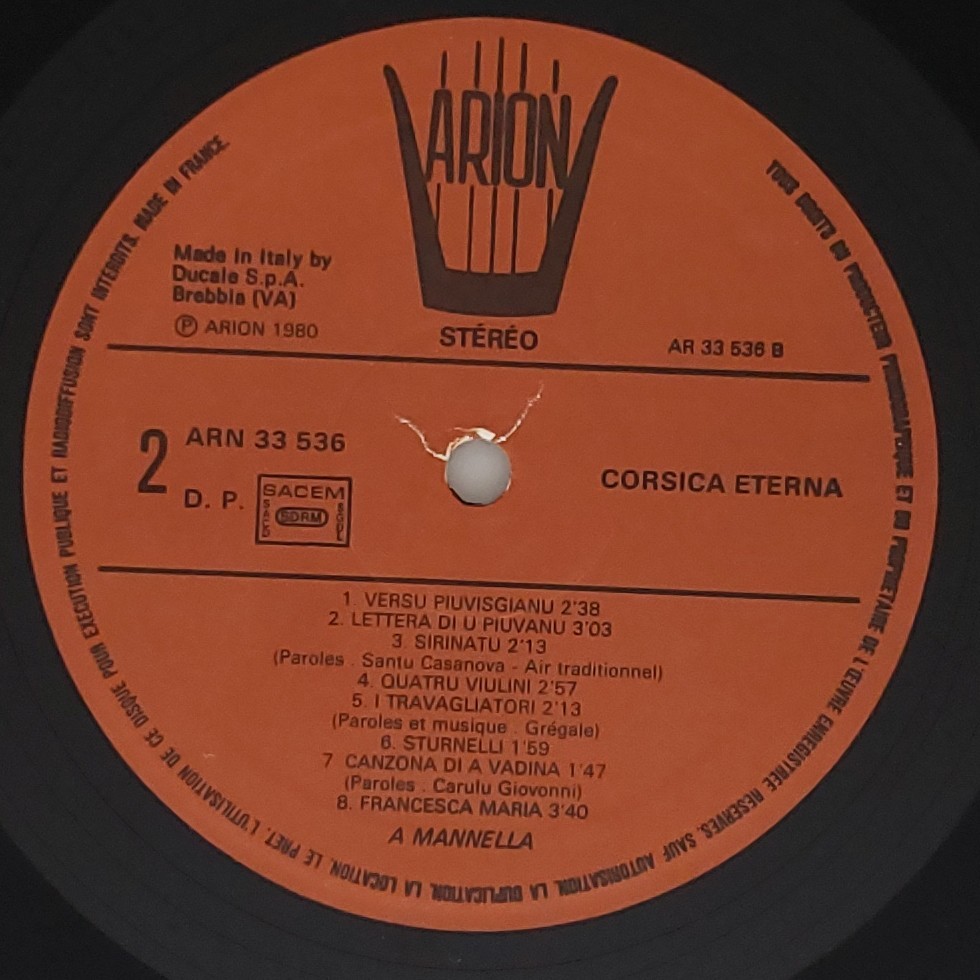 ARION
Made in Italy by
Ducale S.p.A.
Brebbia (VA)
Ⓟ ARION 1980
STÉRÉO
AR 33 536 B
2
ARN 33 536
D. P.
SACEM
SACD
SDRM
SGDL
CORSICA ETERNA
1. VERSU PIUVISGIANU 2'38
2. LETTERA DI U PIUVANU 3'03
3. SIRINATU 2'13
(Paroles . Santu Casanova - Air traditionnel)
4. QUATRU VIULINI 2'57
5. I TRAVAGLIATORI 2'13
(Paroles et musique . Grégale)
6. STURNELLI 1'59
7 CANZONA DI A VADINA 1'47
(Paroles . Carulu Giovonni)
8. FRANCESCA MARIA 3'40
A MANNELLA
TOUS DROITS DU PRODUCTEUR PHONOGRAPHIQUE ET DU PROPRIETAIRE DE L'ŒUVRE ENREGISTREE RESERVES. SAUF AUTORISATION, LA DUPLICATION, LA LOCATION, LE PRET, L'UTILISATION DE CE DISQUE POUR EXECUTION PUBLIQUE ET RADIODIFFUSION SONT INTERDITS. MADE IN FRANCE.